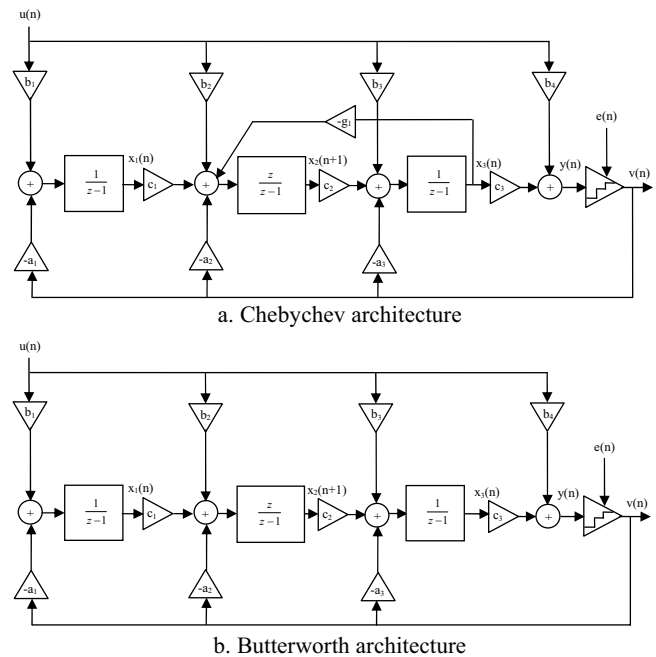 u(n)
b₁
b₂
b₃
b₄
-g₁
e(n)
x₁(n)
x₂(n+1)
x₃(n)
y(n)
v(n)
+
1
z−1
c₁
+
z
z−1
c₂
+
1
z−1
c₃
+
-a₁
-a₂
-a₃
a. Chebychev architecture
u(n)
b₁
b₂
b₃
b₄
e(n)
x₁(n)
x₂(n+1)
x₃(n)
y(n)
v(n)
+
1
z−1
c₁
+
z
z−1
c₂
+
1
z−1
c₃
+
-a₁
-a₂
-a₃
b. Butterworth architecture